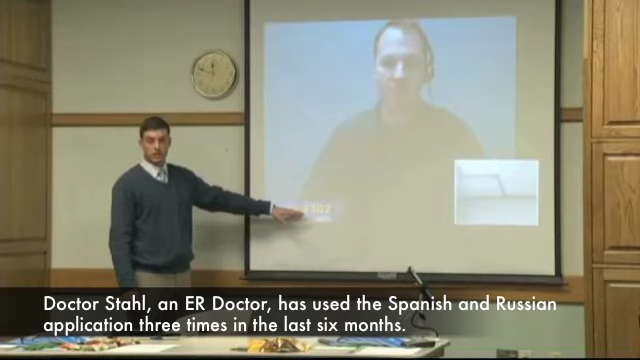 102
Doctor Stahl, an ER Doctor, has used the Spanish and Russian
application three times in the last six months.